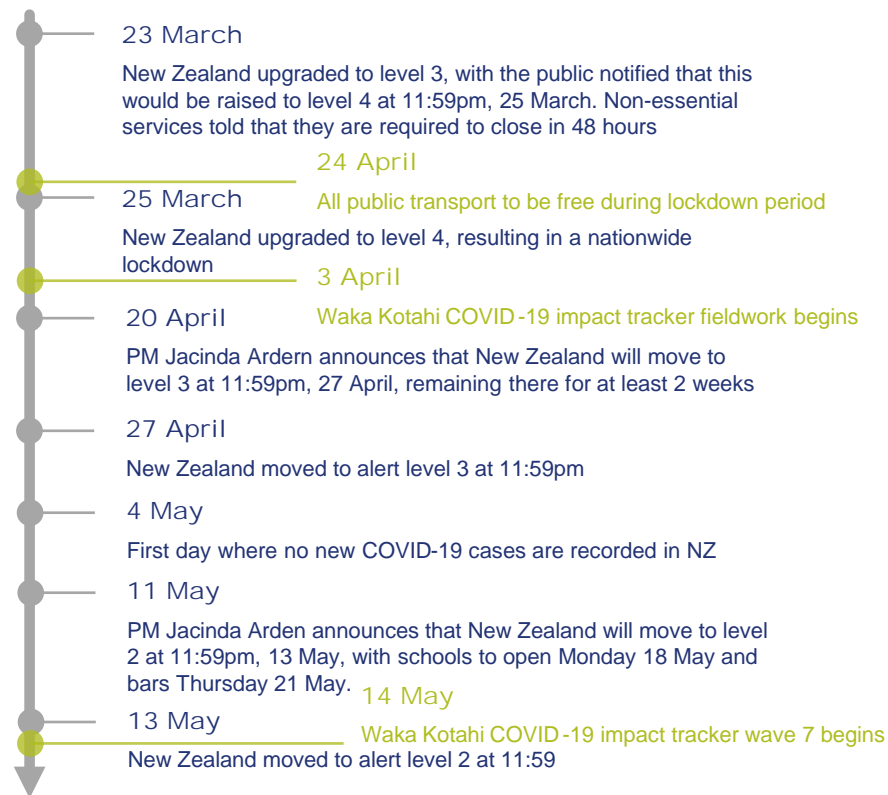 23 March
New Zealand upgraded to level 3, with the public notified that this
would be raised to level 4 at 11:59pm, 25 March. Non-essential
services told that they are required to close in 48 hours
24 April
All public transport to be free during lockdown period
25 March
New Zealand upgraded to level 4, resulting in a nationwide
lockdown
3 April
Waka Kotahi COVID-19 impact tracker fieldwork begins
20 April
PM Jacinda Ardern announces that New Zealand will move to
level 3 at 11:59pm, 27 April, remaining there for at least 2 weeks
27 April
New Zealand moved to alert level 3 at 11:59pm
4 May
First day where no new COVID-19 cases are recorded in NZ
11 May
PM Jacinda Arden announces that New Zealand will move to level
2 at 11:59pm, 13 May, with schools to open Monday 18 May and
bars Thursday 21 May.
14 May
Waka Kotahi COVID-19 impact tracker wave 7 begins
13 May
New Zealand moved to alert level 2 at 11:59